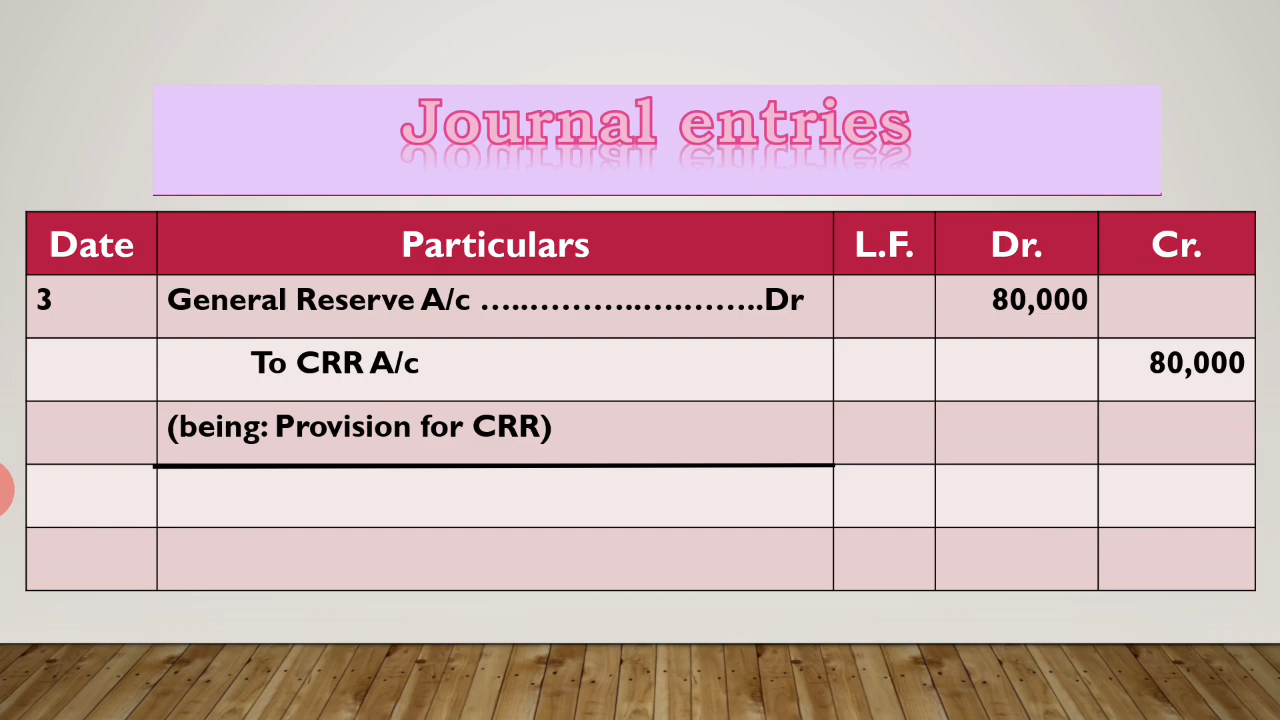 Journal entries
Date Particulars L.F. Dr. Cr.
3 General Reserve A/c …..………..….……..Dr 80,000
To CRR A/c 80,000
(being: Provision for CRR)